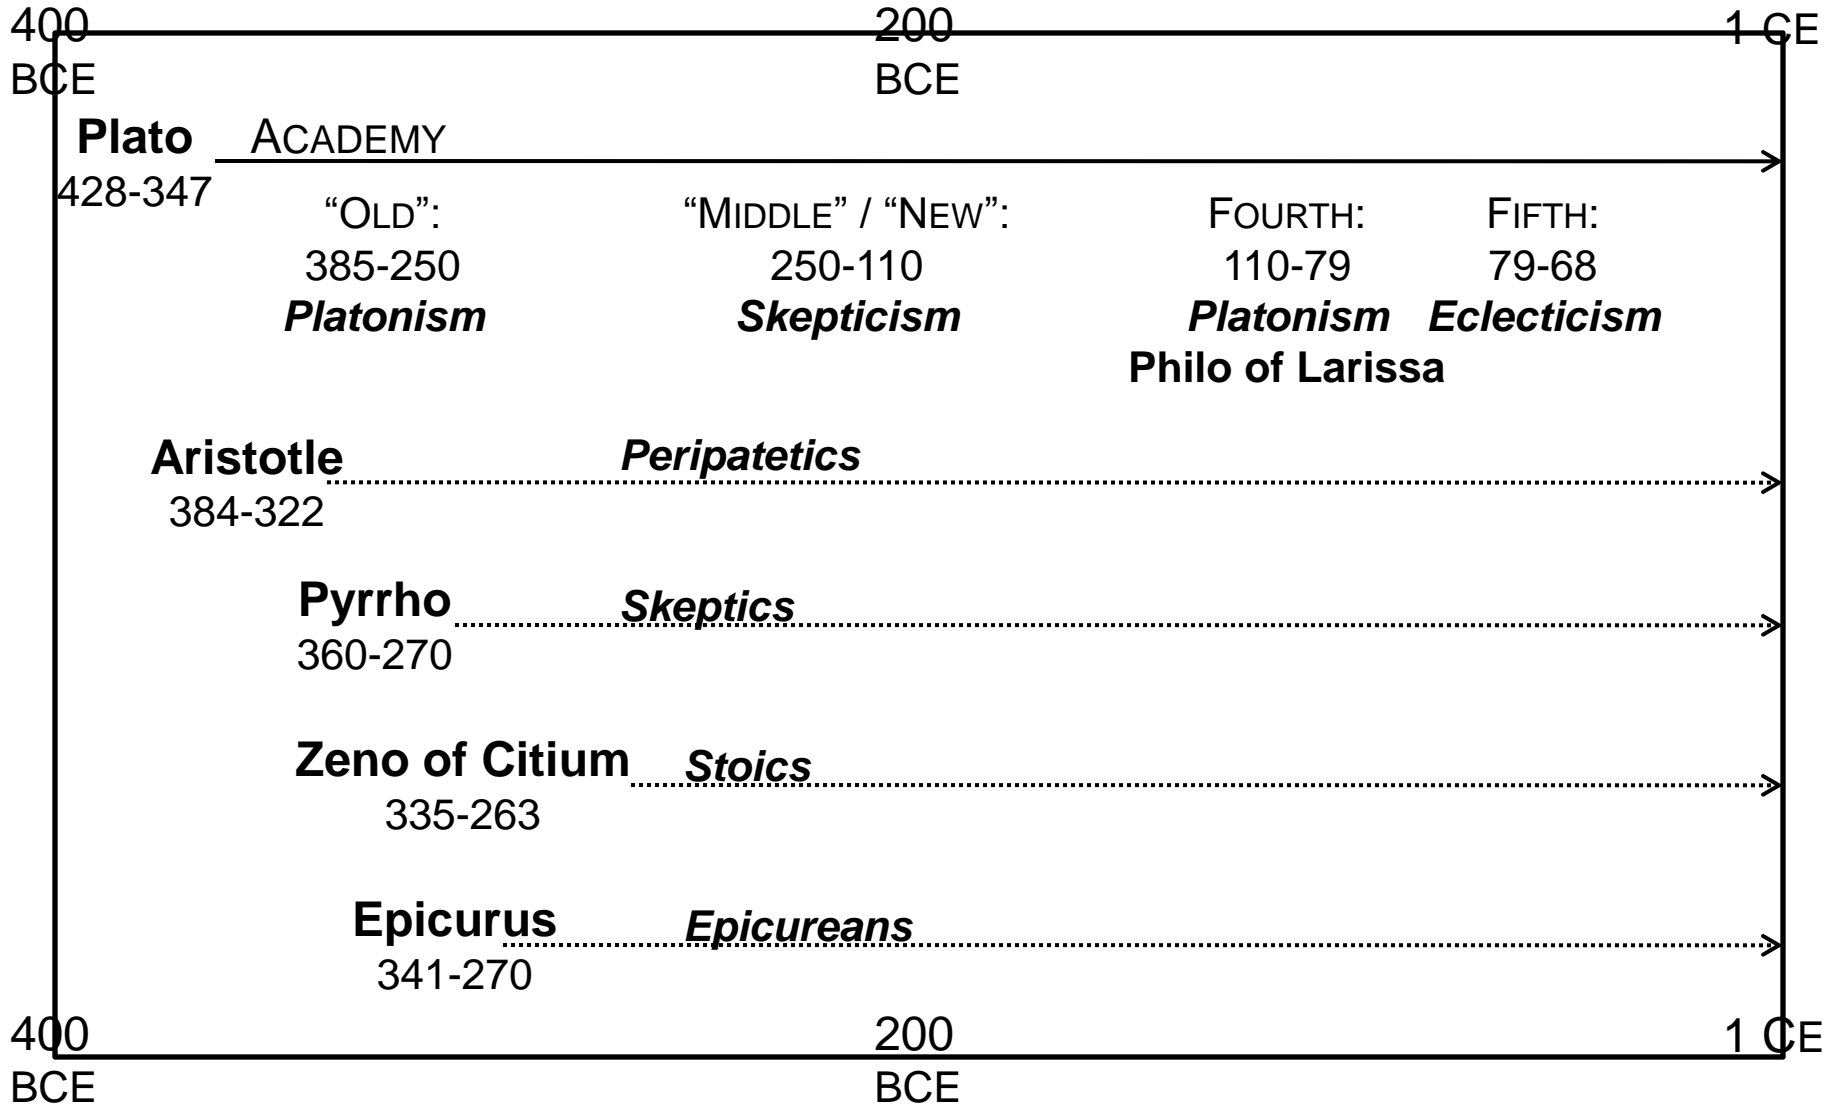 400 200 1 CE
BCE BCE
Plato ACADEMY
428-347
“OLD”: “MIDDLE” / “NEW”: FOURTH: FIFTH:
385-250 250-110 110-79 79-68
Platonism Skepticism Platonism Eclecticism
Philo of Larissa
Aristotle Peripatetics
384-322
Pyrrho Skeptics
360-270
Zeno of Citium Stoics
335-263
Epicurus Epicureans
341-270
400 200 1 CE
BCE BCE